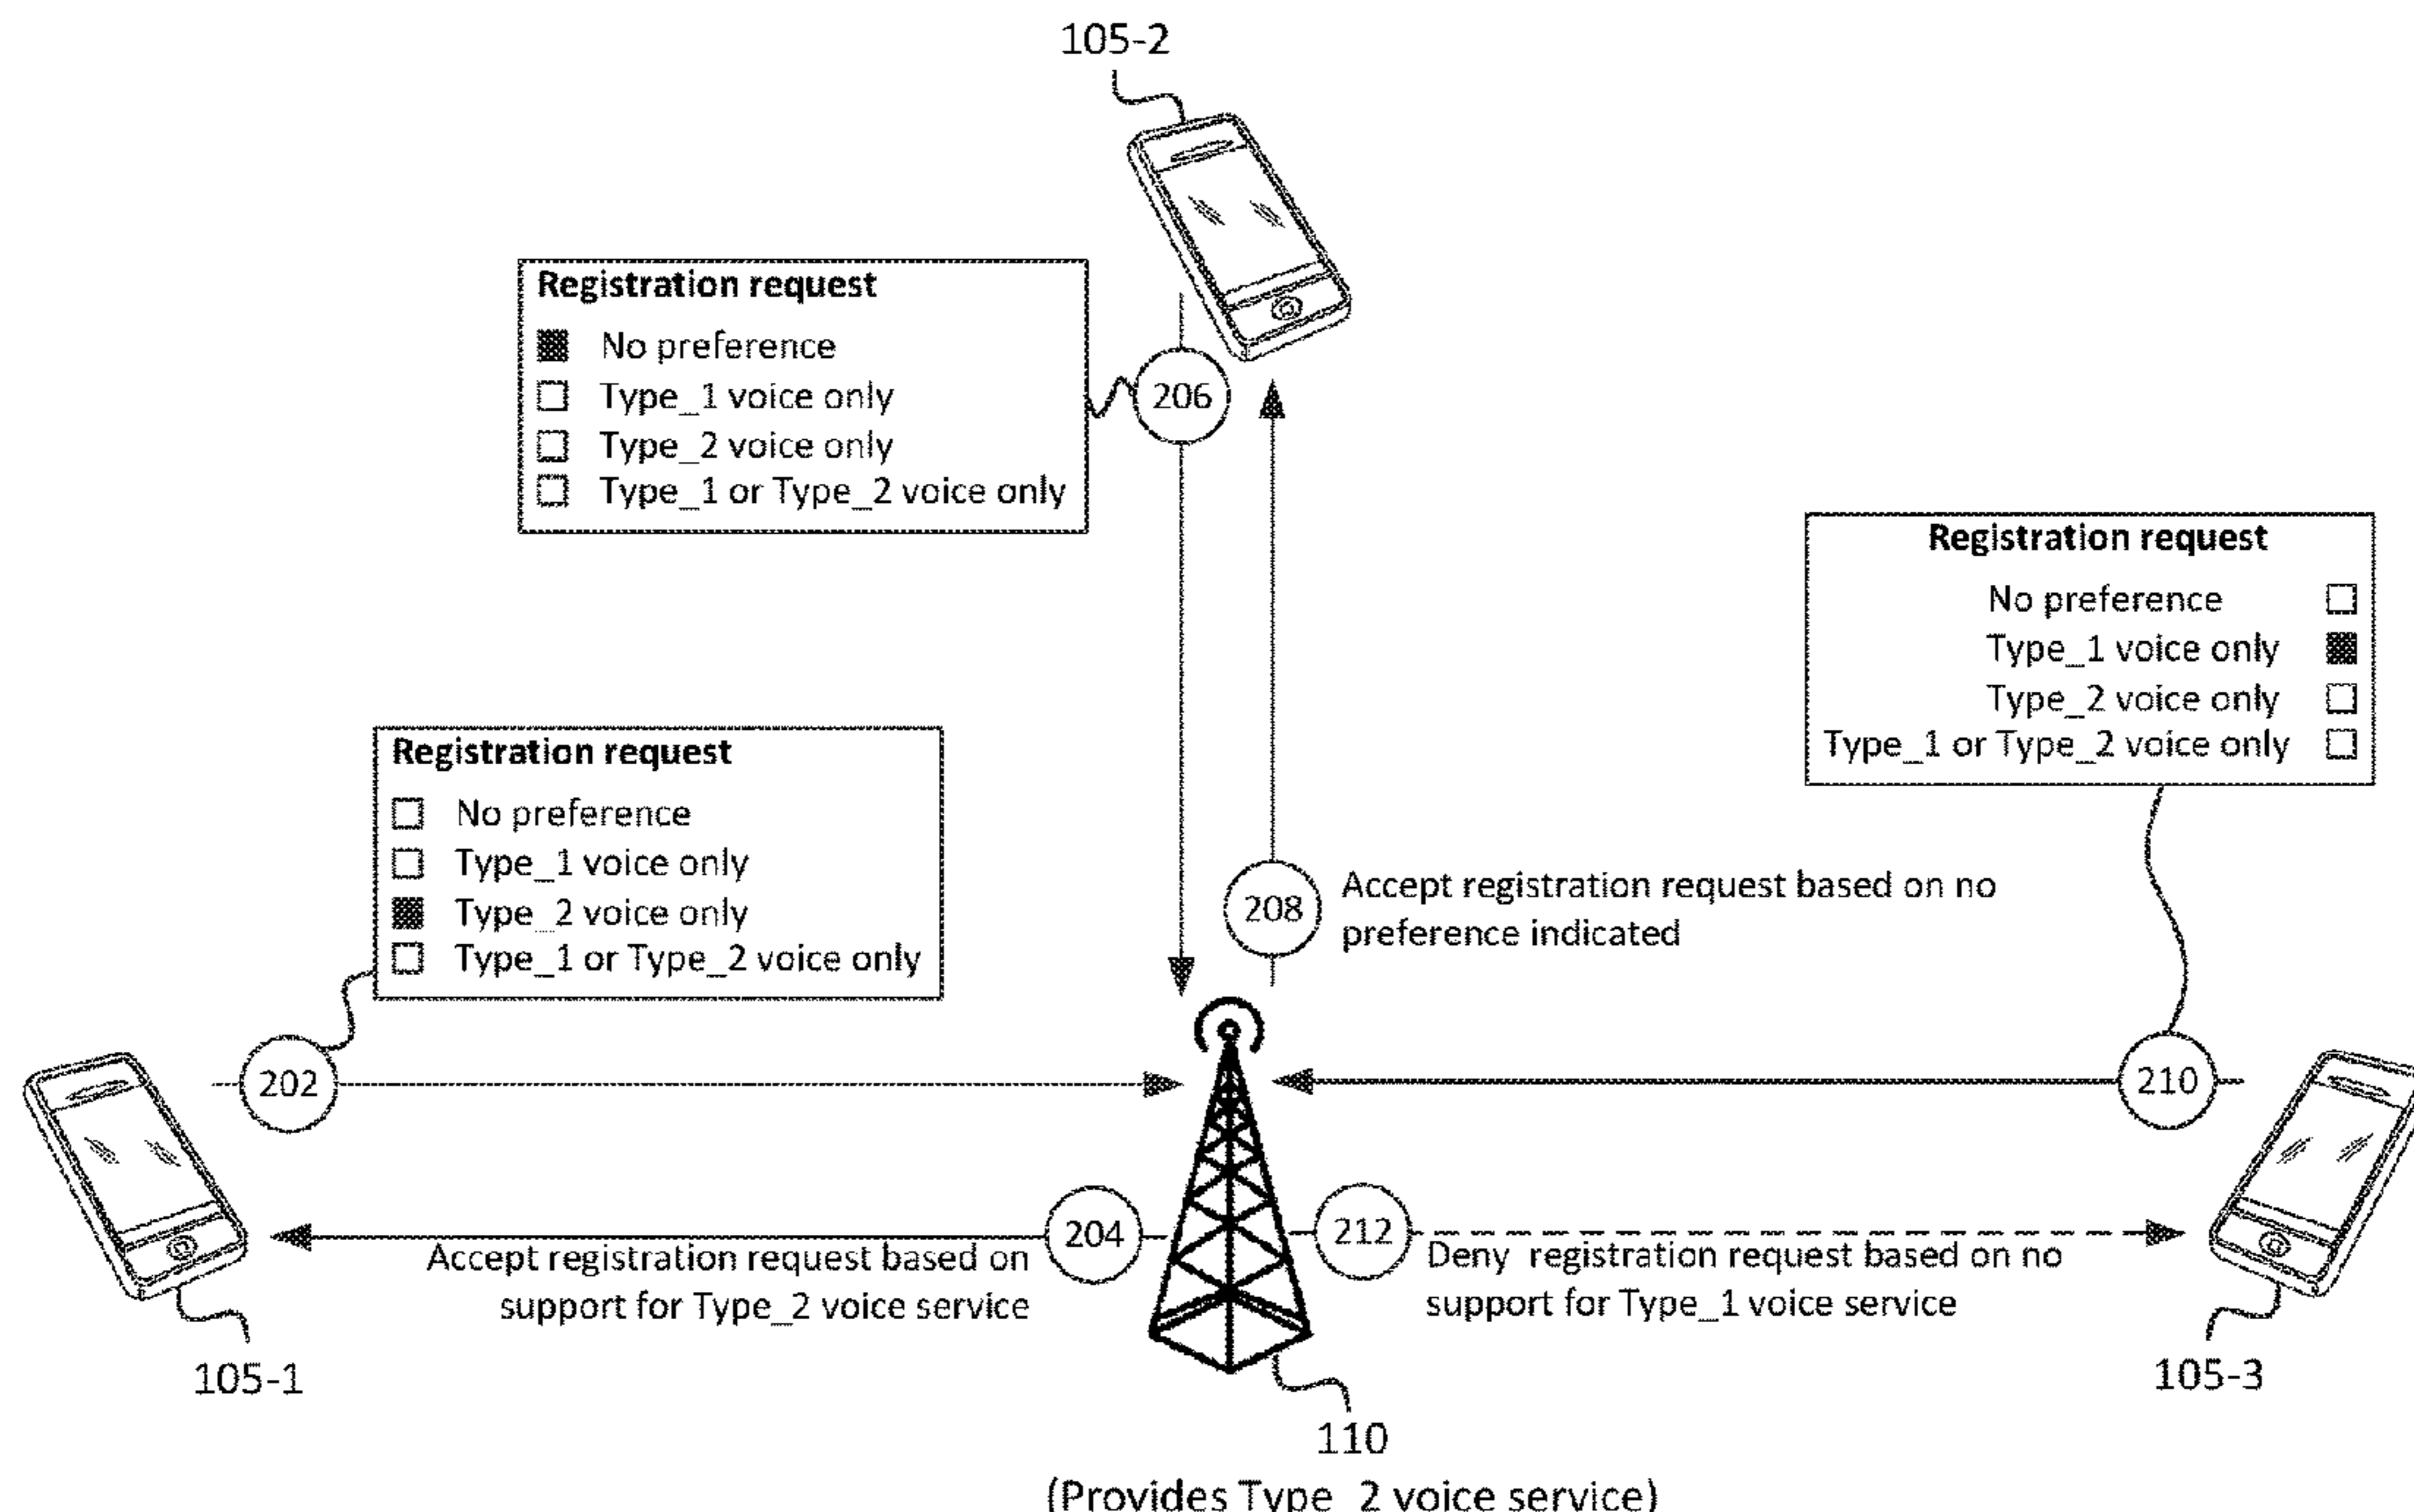 105-2
Registration request
No preference
Type_1 voice only
Type_2 voice only
Type_1 or Type_2 voice only
206
Registration request
No preference
Type_1 voice only
Type_2 voice only
Type_1 or Type_2 voice only
Registration request
No preference
Type_1 voice only
Type_2 voice only
Type_1 or Type_2 voice only
208
Accept registration request based on no
preference indicated
202
210
204
Accept registration request based on
support for Type_2 voice service
212
Deny registration request based on no
support for Type_1 voice service
105-1
105-3
110
(Provides Type_2 voice service)